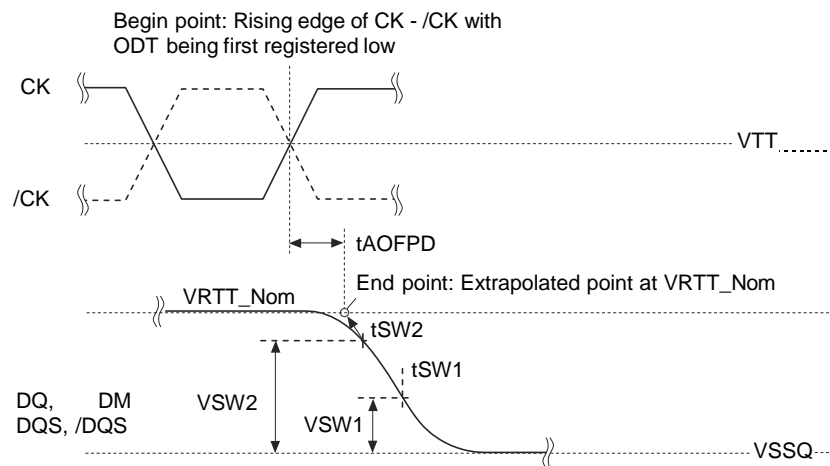 Begin point: Rising edge of CK - /CK with
ODT being first registered low
CK
VTT
/CK
tAOFPD
End point: Extrapolated point at VRTT_Nom
VRTT_Nom
tSW2
tSW1
DQ, DM
DQS, /DQS
VSW2
VSW1
VSSQ